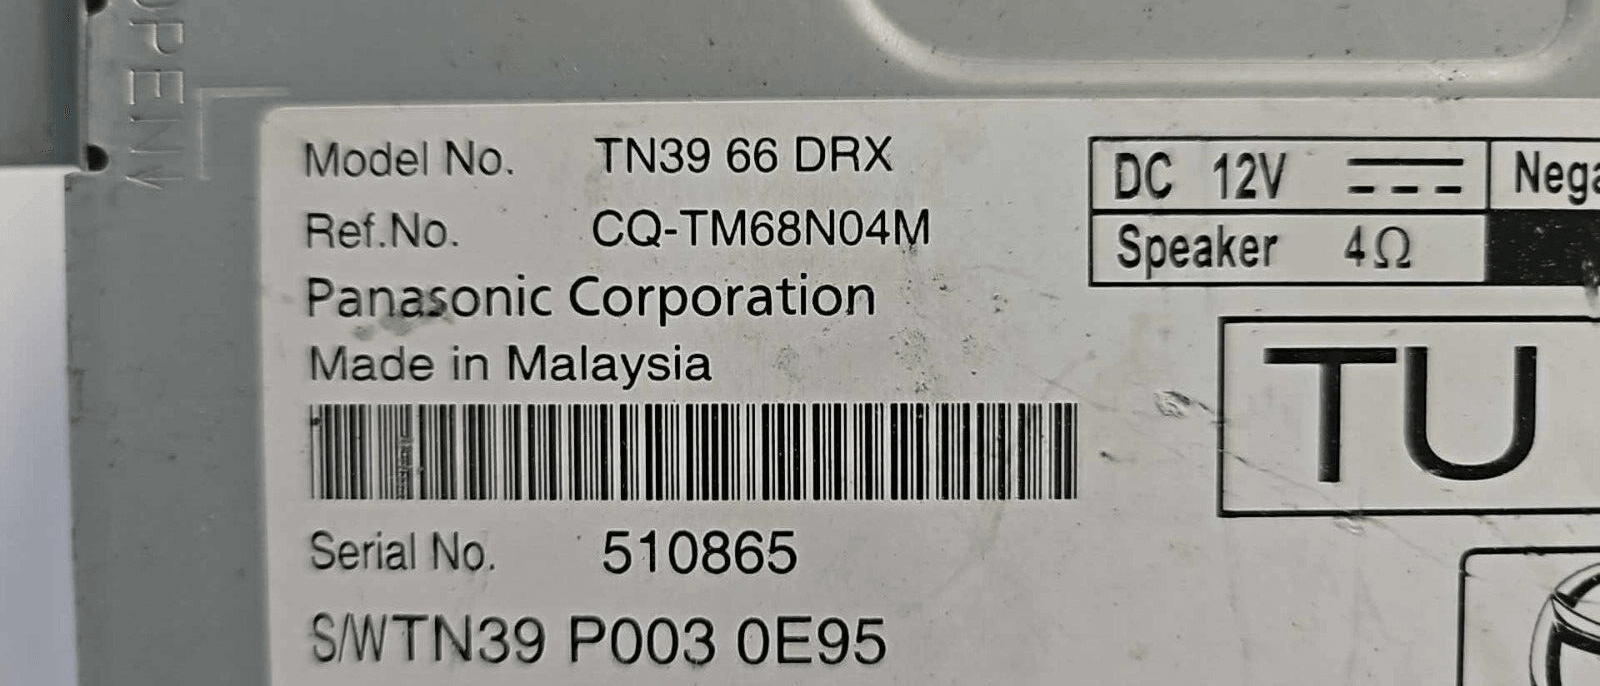 OPEN
Model No. TN39 66 DRX
Ref.No. CQ-TM68N04M
Panasonic Corporation
Made in Malaysia
Serial No. 510865
S/WTN39 P003 0E95
DC 12V
Speaker 4Ω
TU